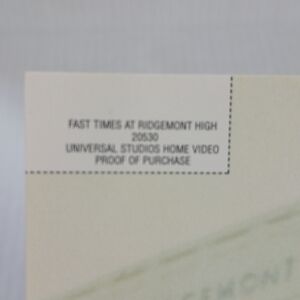 FAST TIMES AT RIDGEMONT HIGH
20530
UNIVERSAL STUDIOS HOME VIDEO
PROOF OF PURCHASE